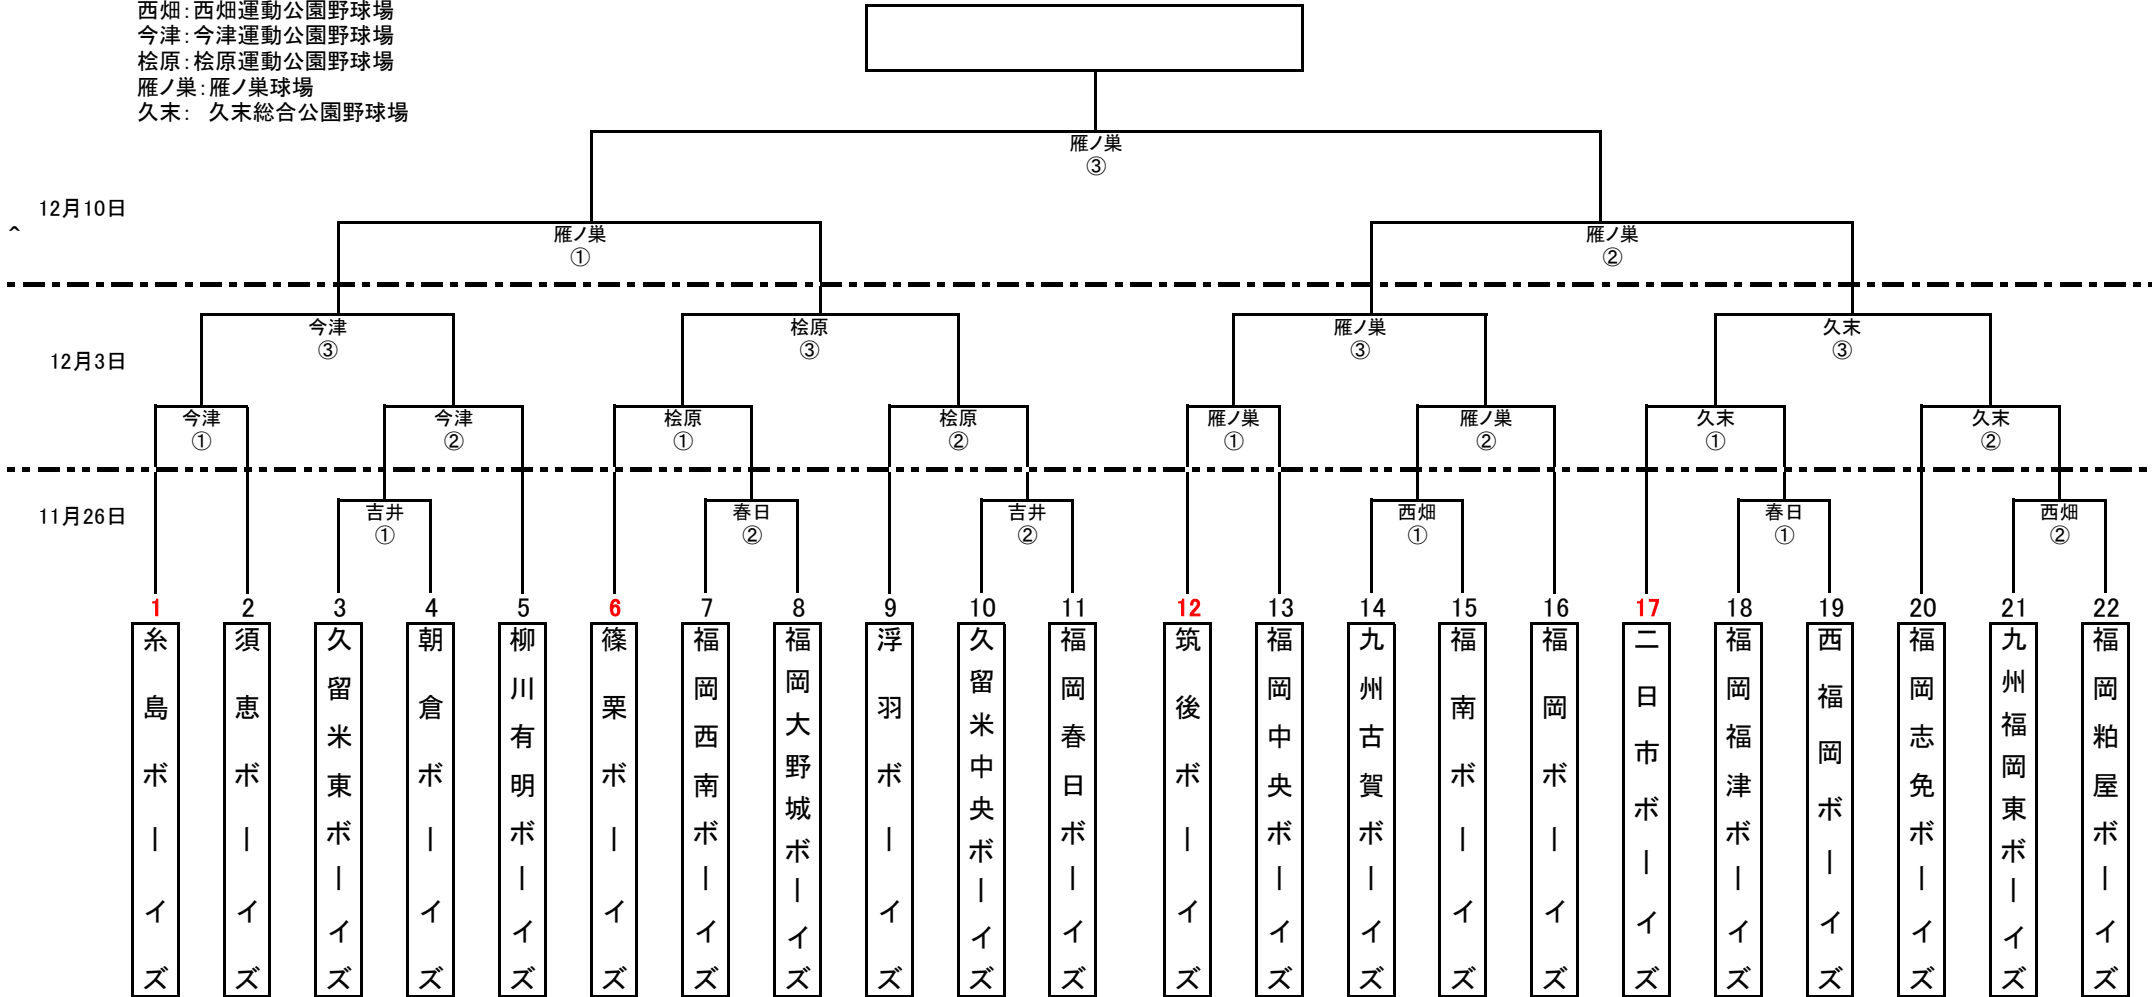 西畑：西畑運動公園野球場
今津：今津運動公園野球場
桧原：桧原運動公園野球場
雁ノ巣：雁ノ巣球場
久末： 久末総合公園野球場
雁ノ巣
③
12月10日
^
雁ノ巣
①
雁ノ巣
②
12月3日
今津
③
桧原
③
雁ノ巣
③
久末
③
今津
①
今津
②
桧原
①
桧原
②
雁ノ巣
①
雁ノ巣
②
久末
①
久末
②
11月26日
吉井
①
春日
②
吉井
②
西畑
①
春日
①
西畑
②
1
2
3
4
5
6
7
8
9
10
11
12
13
14
15
16
17
18
19
20
21
22
糸島ボーイズ
須恵ボーイズ
久留米東ボーイズ
朝倉ボーイズ
柳川有明ボーイズ
篠栗ボーイズ
福岡西南ボーイズ
福岡大野城ボーイズ
浮羽ボーイズ
久留米中央ボーイズ
福岡春日ボーイズ
筑後ボーイズ
福岡中央ボーイズ
九州古賀ボーイズ
福南ボーイズ
福岡ボーイズ
二日市ボーイズ
福岡福津ボーイズ
西福岡ボーイズ
福岡志免ボーイズ
九州福岡東ボーイズ
福岡粕屋ボーイズ